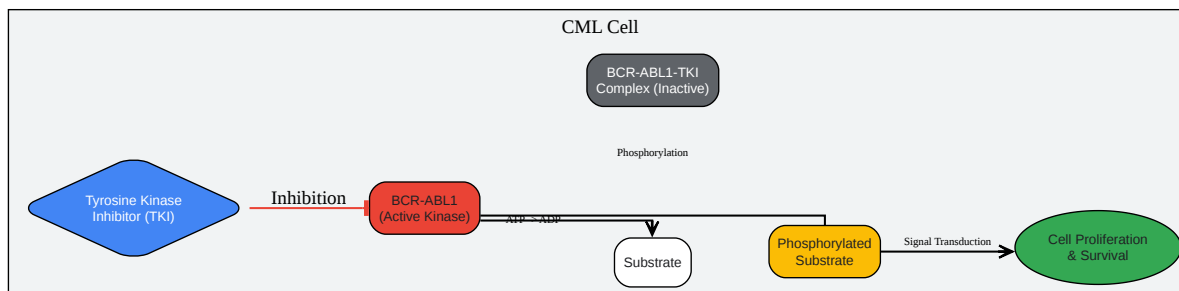 CML Cell
BCR-ABL1-TKI
Complex (Inactive)
Phosphorylation
Tyrosine Kinase
Inhibitor (TKI)
Inhibition
BCR-ABL1
(Active Kinase)
ATP -> ADP
Substrate
Phosphorylated
Substrate
Signal Transduction
Cell Proliferation
& Survival